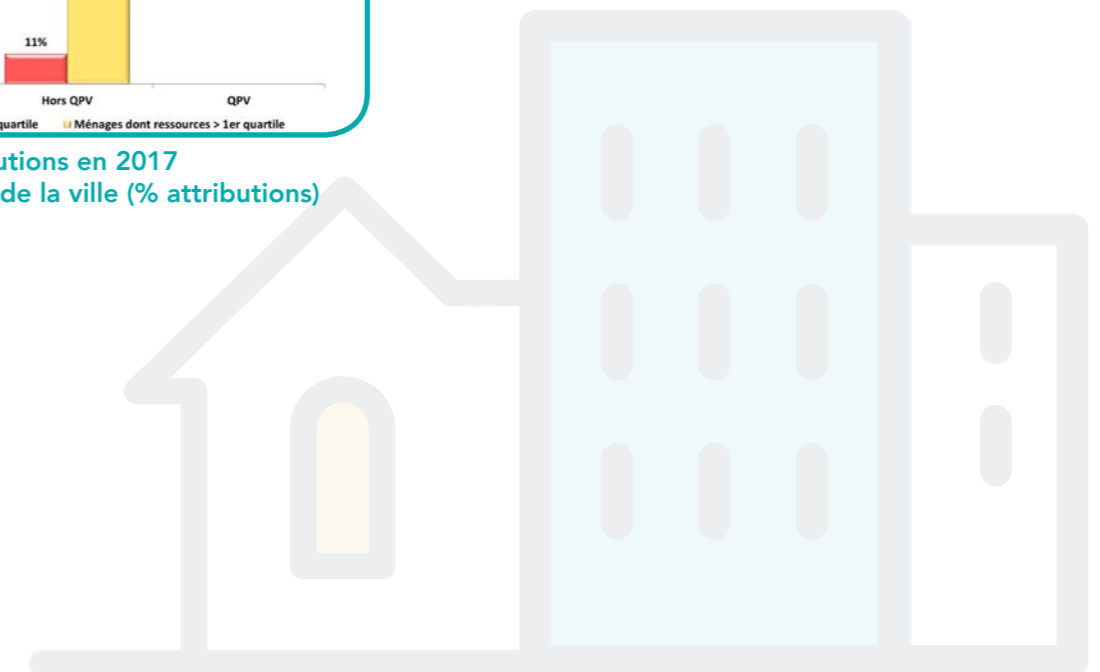 11%
Hors QPV QPV
quartile Ménages dont ressources > 1er quartile
utions en 2017
de la ville (% attributions)